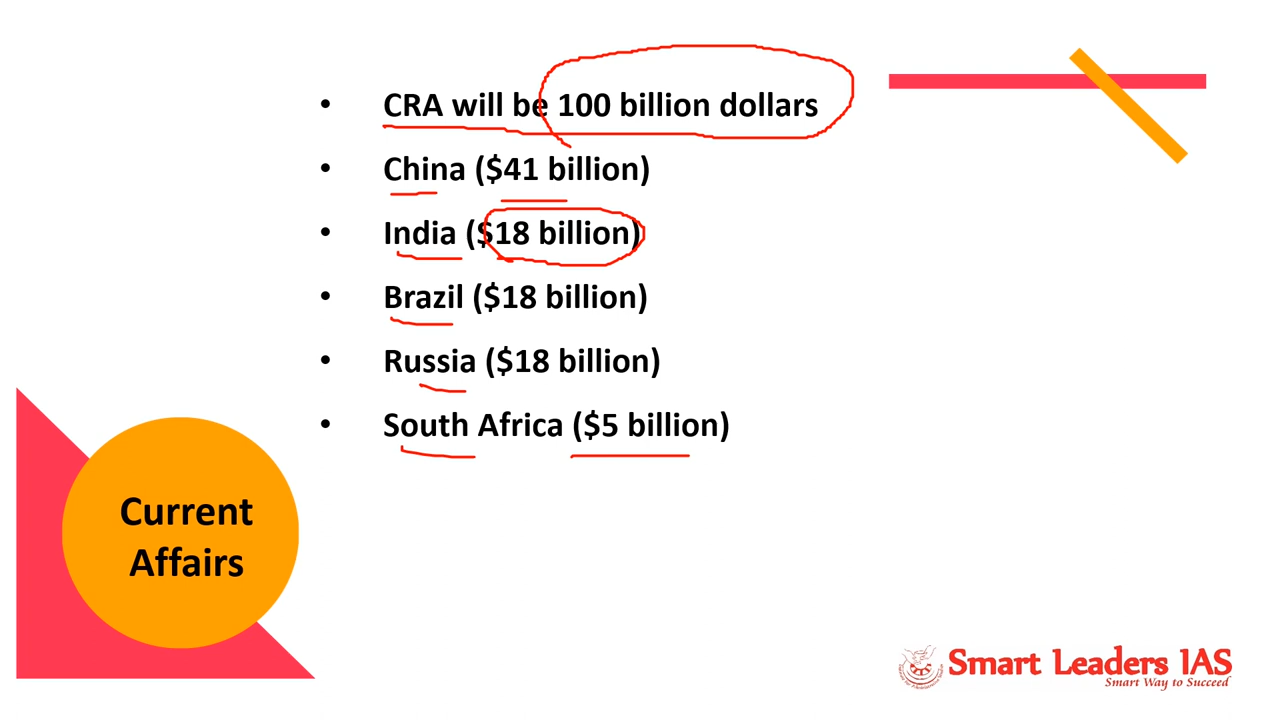 • CRA will be 100 billion dollars
• China ($41 billion)
• India ($18 billion)
• Brazil ($18 billion)
• Russia ($18 billion)
• South Africa ($5 billion)
Current
Affairs
Smart Leaders IAS
Smart Way to Succeed